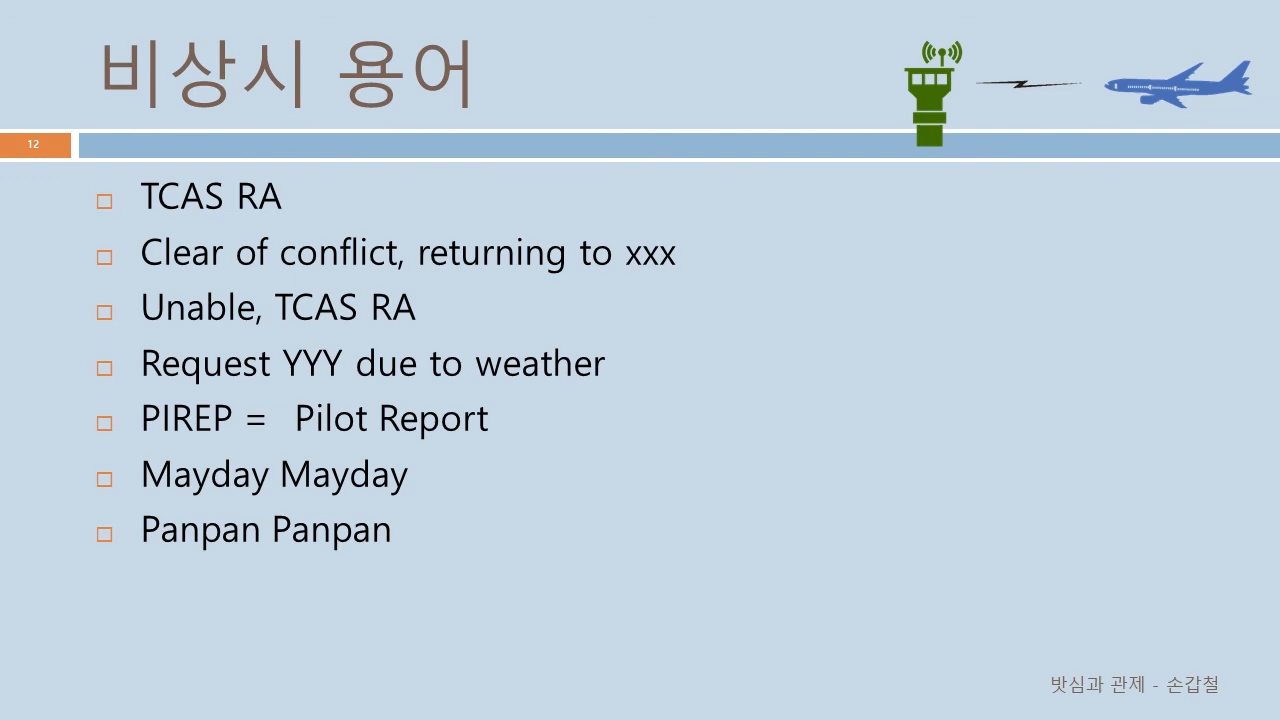 비상시 용어
12
TCAS RA
Clear of conflict, returning to xxx
Unable, TCAS RA
Request YYY due to weather
PIREP = Pilot Report
Mayday Mayday
Panpan Panpan
밧심과 관제 - 손갑철